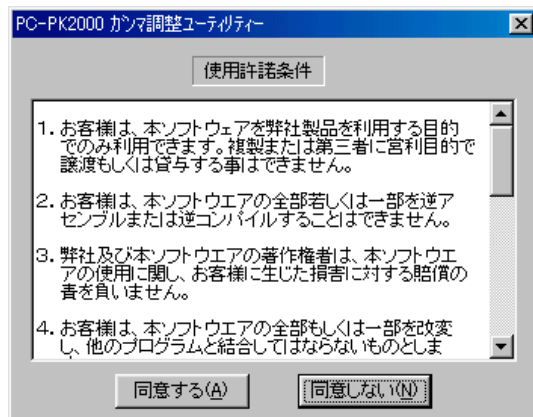 PC-PK2000 ガンマ調整ユーティリティー
使用許諾条件
1. お客様は、本ソフトウェアを弊社製品を利用する目的
でのみ利用できます。複製または第三者に営利目的で
譲渡もしくは貸与する事はできません。
2. お客様は、本ソフトウエアの全部若しくは一部を逆ア
センブルまたは逆コンパイルすることはできません。
3. 弊社及び本ソフトウエアの著作権者は、本ソフトウエ
アの使用に関し、お客様に生じた損害に対する賠償の
責を負いません。
4. お客様は、本ソフトウエアの全部もしくは一部を改変
し、他のプログラムと結合してはならないものとしま
同意する(A)
同意しない(N)